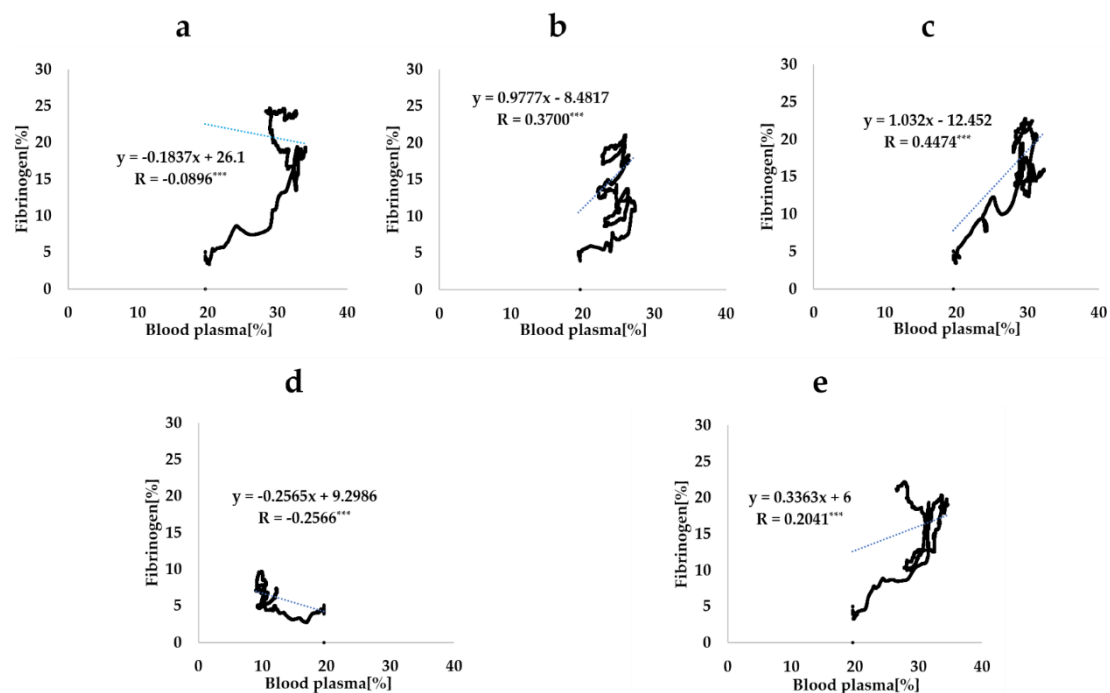 a
b
c
30
25
20
15
10
5
0
Fibrinogen[%]
y = -0.1837x + 26.1
R = -0.0896***
0 10 20 30 40
Blood plasma[%]
30
25
20
15
10
5
0
Fibrinogen[%]
y = 0.9777x - 8.4817
R = 0.3700***
0 10 20 30 40
Blood plasma[%]
30
25
20
15
10
5
0
Fibrinogen[%]
y = 1.032x - 12.452
R = 0.4474***
0 10 20 30 40
Blood plasma[%]
d
e
30
25
20
15
10
5
0
Fibrinogen[%]
y = -0.2565x + 9.2986
R = -0.2566***
0 10 20 30 40
Blood plasma[%]
30
25
20
15
10
5
0
Fibrinogen[%]
y = 0.3363x + 6
R = 0.2041***
0 10 20 30 40
Blood plasma[%]